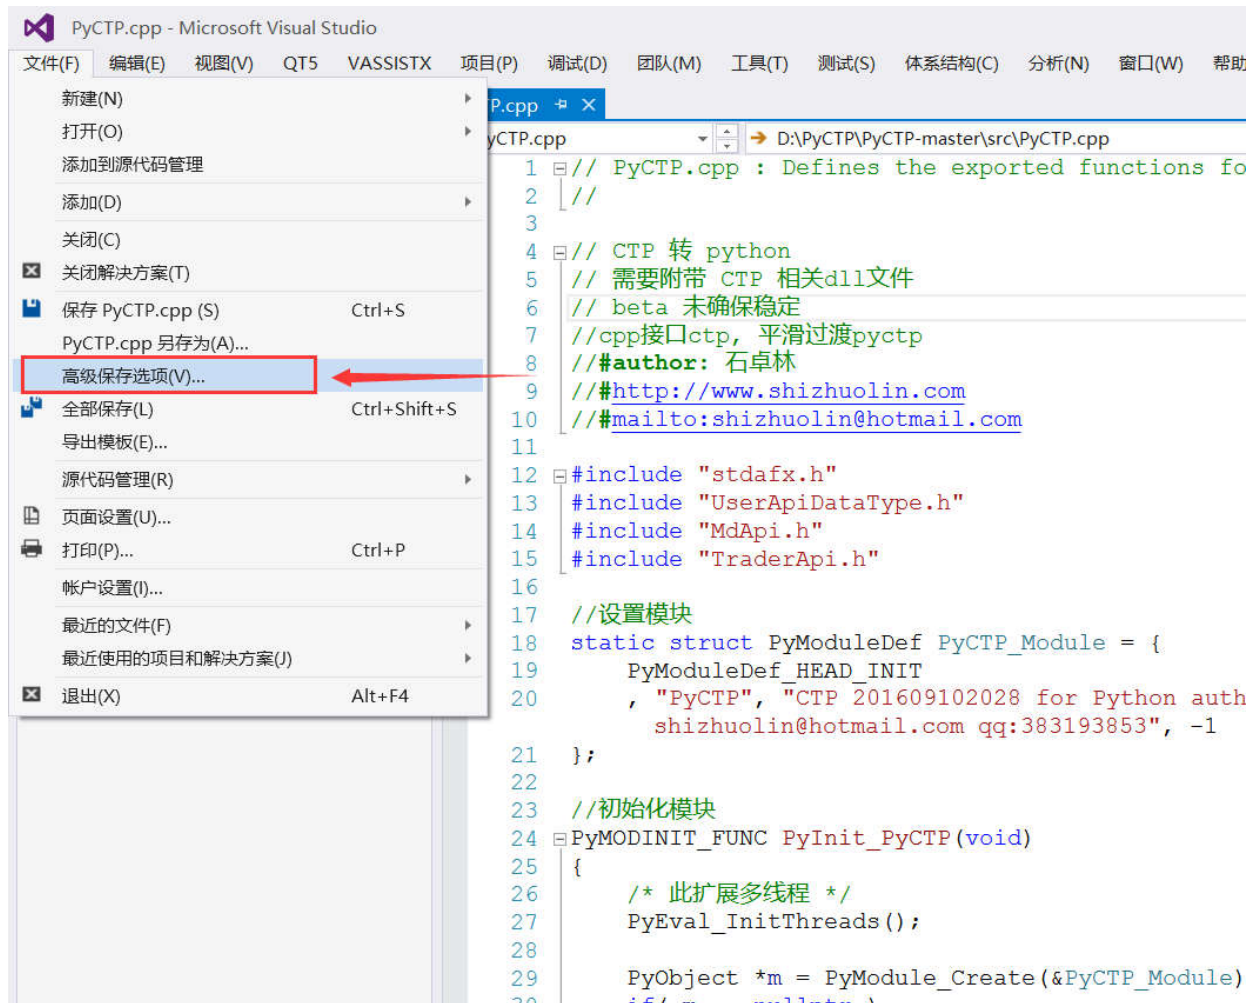 PyCTP.cpp - Microsoft Visual Studio
文件(F) 编辑(E) 视图(V) QT5 VASSISTX 项目(P) 调试(D) 团队(M) 工具(T) 测试(S) 体系结构(C) 分析(N) 窗口(W) 帮助
新建(N)
打开(O)
添加到源代码管理
添加(D)
关闭(C)
关闭解决方案(T)
保存 PyCTP.cpp (S) Ctrl+S
PyCTP.cpp 另存为(A)...
高级保存选项(V)...
全部保存(L) Ctrl+Shift+S
导出模板(E)...
源代码管理(R)
页面设置(U)...
打印(P)... Ctrl+P
帐户设置(I)...
最近的文件(F)
最近使用的项目和解决方案(J)
退出(X) Alt+F4
P.cpp
yCTP.cpp D:\PyCTP\PyCTP-master\src\PyCTP.cpp
1 // PyCTP.cpp : Defines the exported functions fo
2 //
3
4 // CTP 转 python
5 // 需要附带 CTP 相关dll文件
6 // beta 未确保稳定
7 //cpp接口ctp, 平滑过渡pyctp
8 //#author: 石卓林
9 //#http://www.shizhuolin.com
10 //#mailto:shizhuolin@hotmail.com
11
12 #include "stdafx.h"
13 #include "UserApiDataType.h"
14 #include "MdApi.h"
15 #include "TraderApi.h"
16
17 //设置模块
18 static struct PyModuleDef PyCTP_Module = {
19 PyModuleDef_HEAD_INIT
20 , "PyCTP", "CTP 201609102028 for Python auth
shizhuolin@hotmail.com qq:383193853", -1
21 };
22
23 //初始化模块
24 PyMODINIT_FUNC PyInit_PyCTP(void)
25 {
26 /* 此扩展多线程 */
27 PyEval_InitThreads();
28
29 PyObject *m = PyModule_Create(&PyCTP_Module)